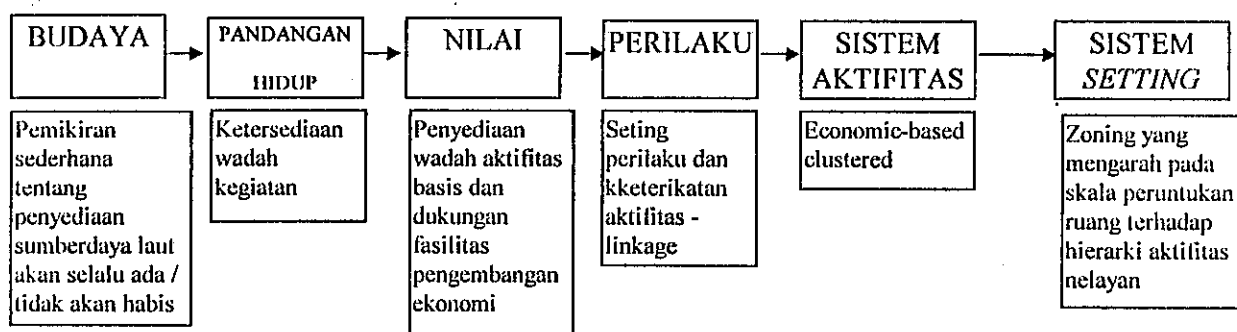 BUDAYA
PANDANGAN
HIDUP
NILAI
PERILAKU
SISTEM
AKTIFITAS
SISTEM
SETTING
Pemikiran
sederhana
tentang
penyediaan
sumberdaya laut
akan selalu ada /
tidak akan habis
Ketersediaan
wadah
kegiatan
Penyediaan
wadah aktifitas
basis dan
dukungan
fasilitas
pengembangan
ekonomi
Seting
perilaku dan
kketerikatan
aktifitas -
linkage
Economic-based
clustered
Zoning yang
mengarah pada
skala peruntukan
ruang terhadap
hierarki aktifitas
nelayan